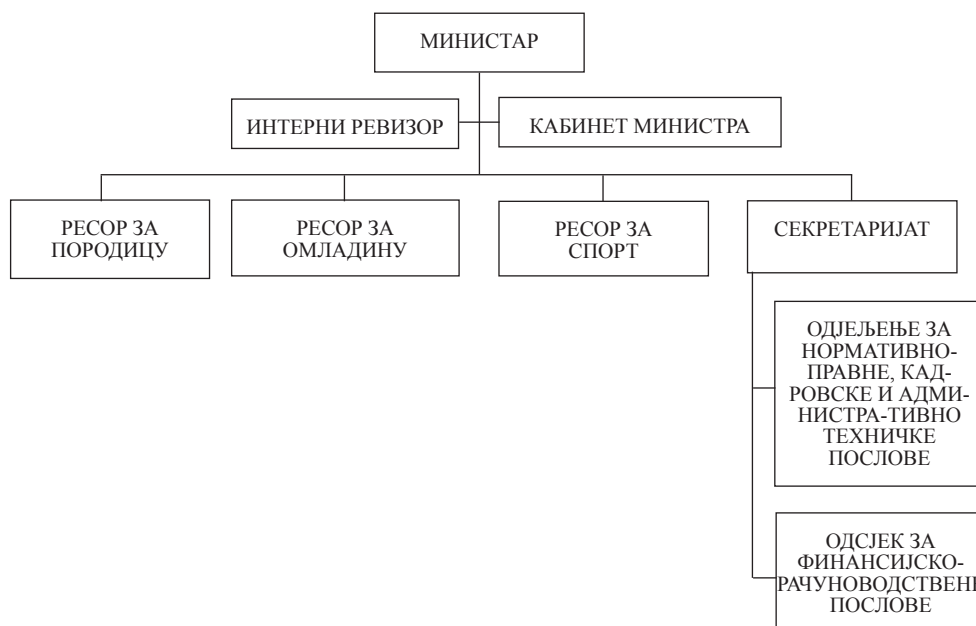 МИНИСТАР
ИНТЕРНИ РЕВИЗОР
КАБИНЕТ МИНИСТРА
РЕСОР ЗА
ПОРОДИЦУ
РЕСОР ЗА
ОМЛАДИНУ
РЕСОР ЗА
СПОРТ
СЕКРЕТАРИЈАТ
ОДЈЕЉЕЊЕ ЗА
НОРМАТИВНО-
ПРАВНЕ, КАД-
РОВСКЕ И АДМИ-
НИСТРА-ТИВНО
ТЕХНИЧКЕ
ПОСЛОВЕ
ОДСЈЕК ЗА
ФИНАНСИЈСКО-
РАЧУНОВОДСТВЕНЕ
ПОСЛОВЕ